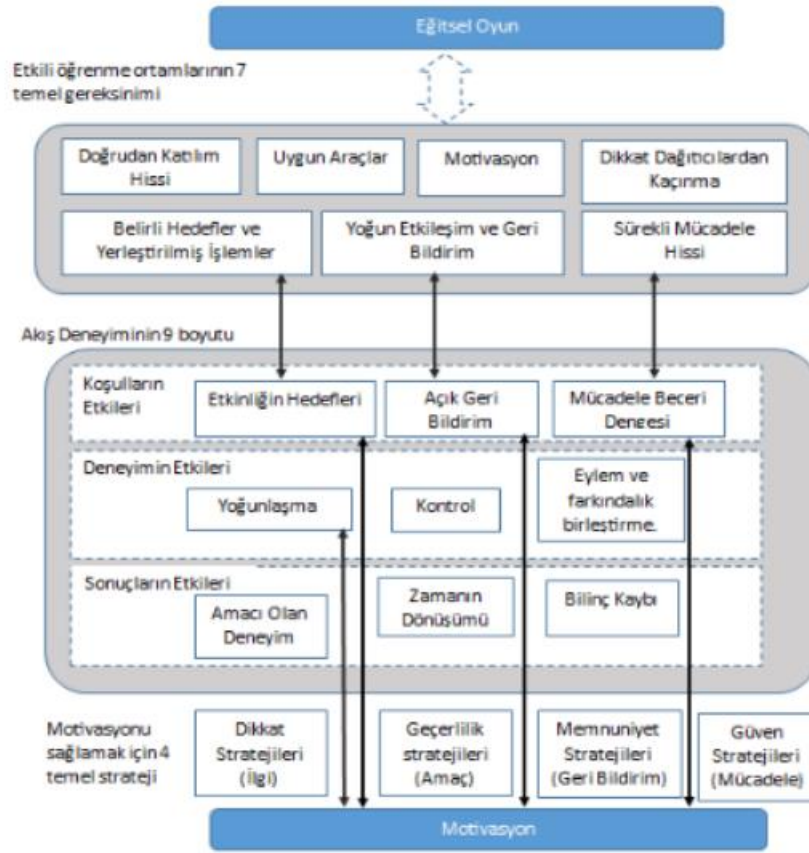 Eğitsel Oyun
Etkili öğrenme ortamlarının 7
temel gereksinimi
Doğrudan Katılım
Hissi
Uygun Araçlar
Motivasyon
Dikkat Dağıtıcılardan
Kaçınma
Belirli Hedefler ve
Yerleştirilmiş İşlemler
Yoğun Etkileşim ve Geri
Bildirim
Sürekli Mücadele
Hissi
Akış Deneyiminin 9 boyutu
Koşulların
Etkileri
Etkinliğin Hedefleri
Açık Geri
Bildirim
Mücadele Beceri
Dengesi
Deneyimin Etkileri
Yoğunlaşma
Kontrol
Eylem ve
farkındalık
birleştirme.
Sonuçların Etkileri
Amacı Olan
Deneyim
Zamanın
Dönüşümü
Bilinç Kaybı
Motivasyonu
sağlamak için 4
temel strateji
Dikkat
Stratejileri
(İlgi)
Geçerlilik
stratejileri
(Amaç)
Memnuniyet
Stratejileri
(Geri Bildirim)
Güven
Stratejileri
(Mücadele)
Motivasyon